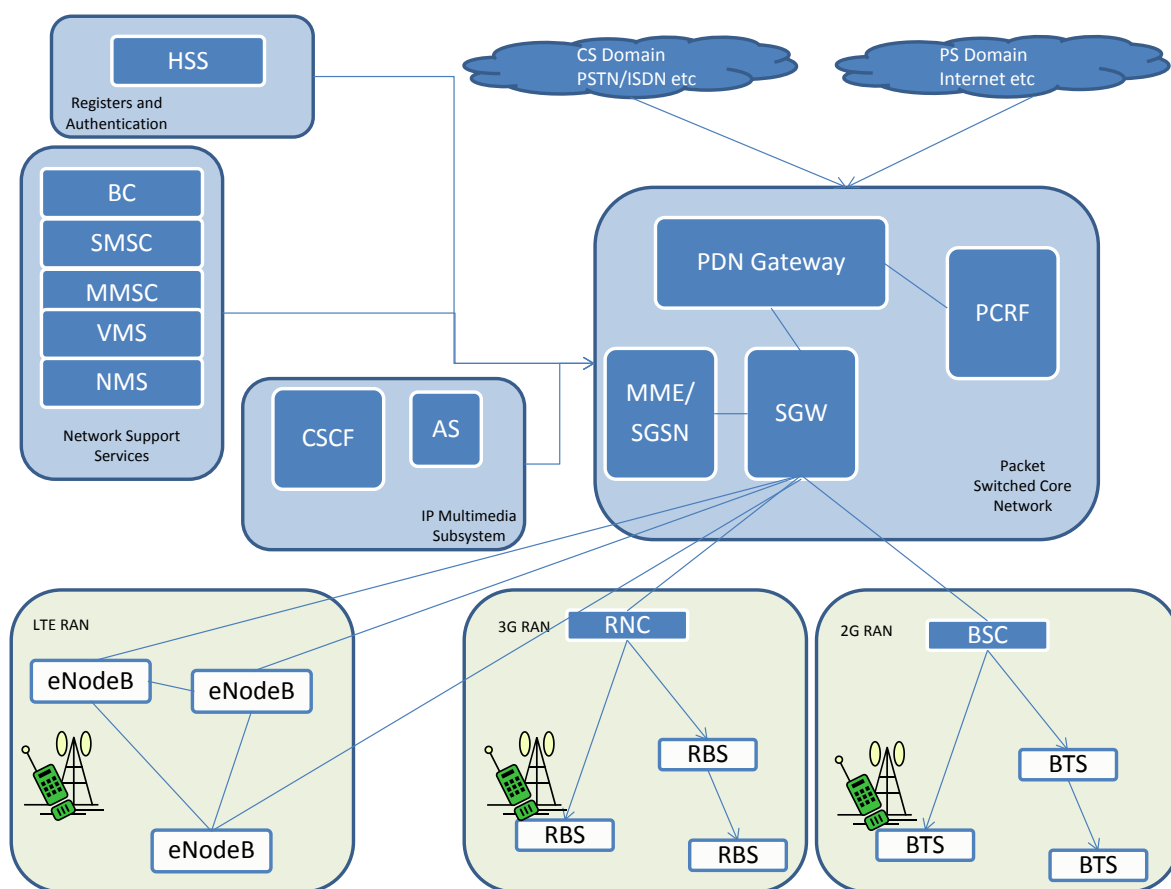 HSS
Registers and
Authentication
CS Domain
PSTN/ISDN etc
PS Domain
Internet etc
BC
SMSC
MMSC
VMS
NMS
Network Support
Services
CSCF
AS
IP Multimedia
Subsystem
PDN Gateway
PCRF
MME/
SGSN
SGW
Packet
Switched Core
Network
LTE RAN
eNodeB
eNodeB
eNodeB
3G RAN
RNC
RBS
RBS
RBS
2G RAN
BSC
BTS
BTS
BTS